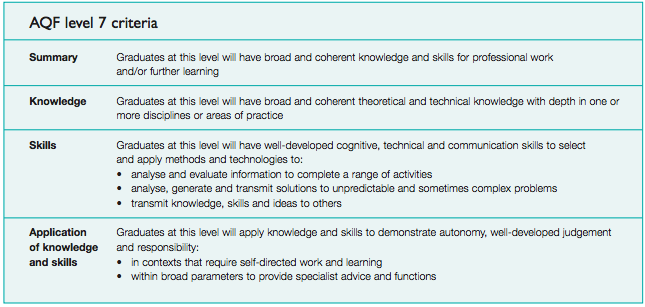 AQF level 7 criteria
Summary Graduates at this level will have broad and coherent knowledge and skills for professional work
and/or further learning
Knowledge Graduates at this level will have broad and coherent theoretical and technical knowledge with depth in one or
more disciplines or areas of practice
Skills Graduates at this level will have well-developed cognitive, technical and communication skills to select
and apply methods and technologies to:
• analyse and evaluate information to complete a range of activities
• analyse, generate and transmit solutions to unpredictable and sometimes complex problems
• transmit knowledge, skills and ideas to others
Application Graduates at this level will apply knowledge and skills to demonstrate autonomy, well-developed judgement
of knowledge and responsibility:
and skills • in contexts that require self-directed work and learning
• within broad parameters to provide specialist advice and functions